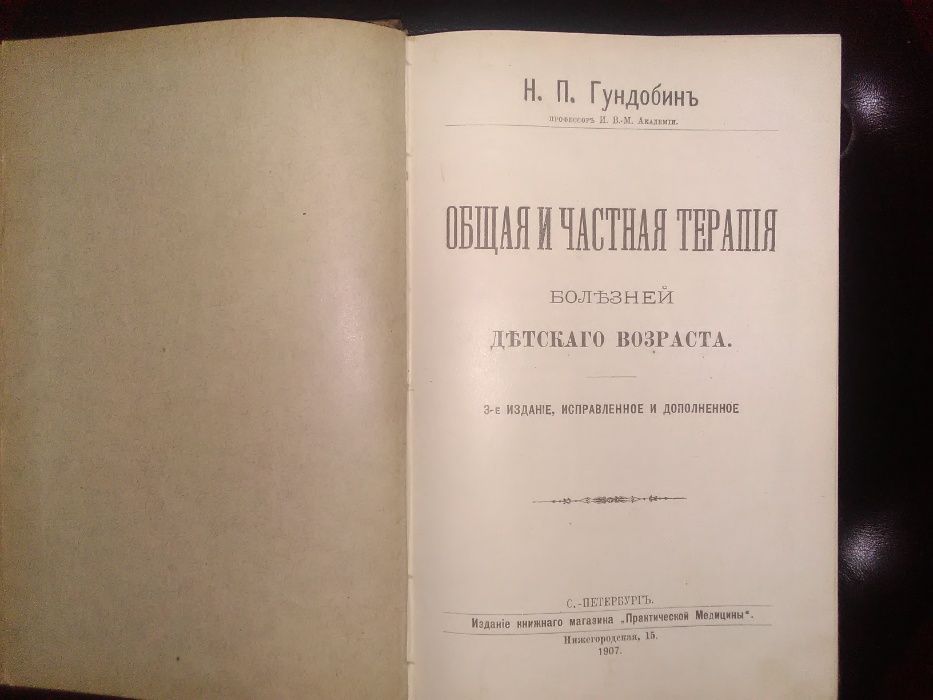 Н. П. Гундобинъ
ПРОФЕССОРЪ И. В.-М. АКАДЕМІИ.
ОБЩАЯ И ЧАСТНАЯ ТЕРАПІЯ
БОЛѢЗНЕЙ
ДѢТСКАГО ВОЗРАСТА.
3-е ИЗДАНІЕ, ИСПРАВЛЕННОЕ И ДОПОЛНЕННОЕ
С.-ПЕТЕРБУРГЪ.
Изданіе книжнаго магазина „Практической Медицины“.
Нижегородская, 15.
1907.